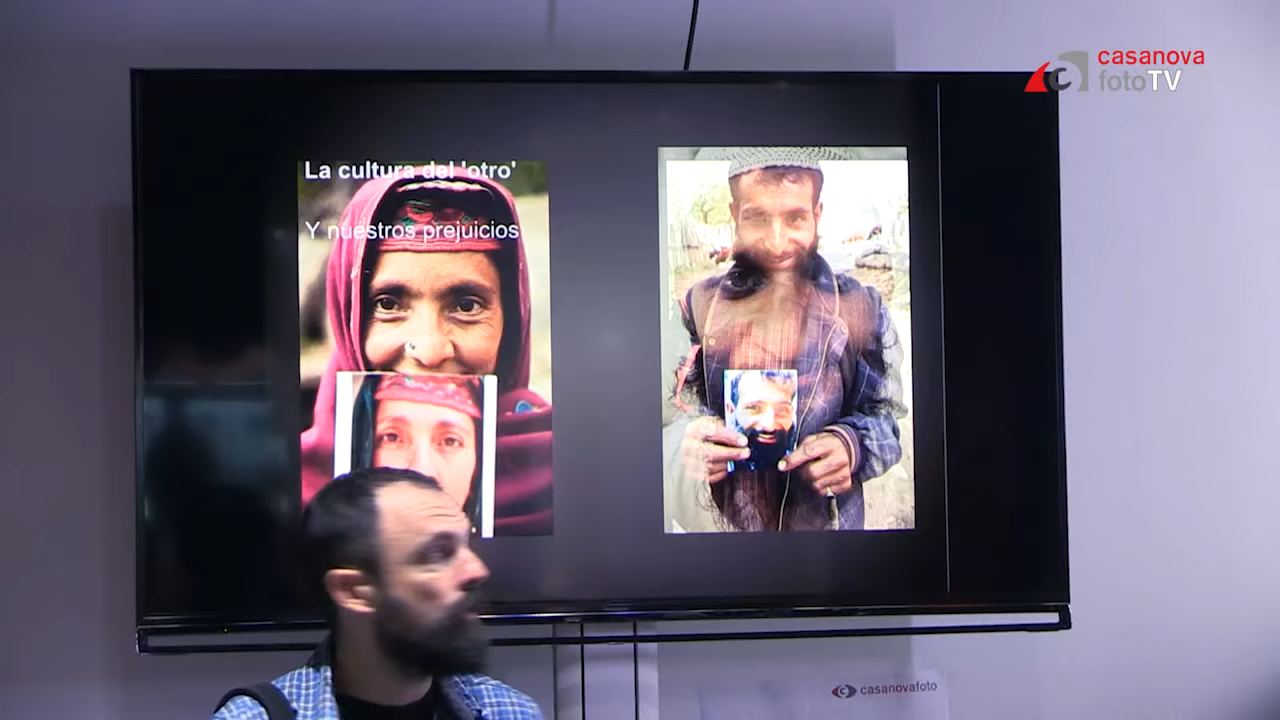 casanova
fotoTV
La cultura del 'otro'
Y nuestros prejuicios
casanovafoto